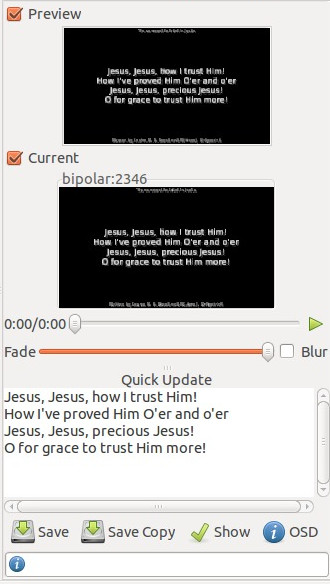 Preview
Jesus, Jesus, how I trust Him!
How I've proved Him O'er and o'er
Jesus, Jesus, precious Jesus!
O for grace to trust Him more!
Current
bipolar:2346
Jesus, Jesus, how I trust Him!
How I've proved Him O'er and o'er
Jesus, Jesus, precious Jesus!
O for grace to trust Him more!
0:00/0:00
Fade Blur
Quick Update
Jesus, Jesus, how I trust Him!
How I've proved Him O'er and o'er
Jesus, Jesus, precious Jesus!
O for grace to trust Him more!
Save Save Copy Show OSD